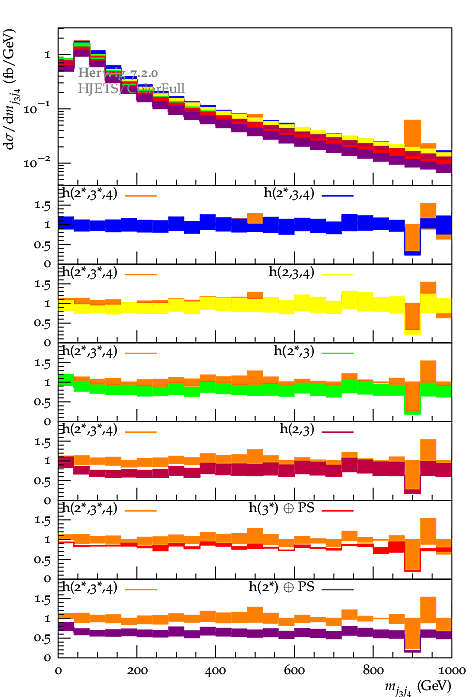 dσ/dm_{j3j4} (fb/GeV)
1
10^{-1}
10^{-2}
Herwig 7.2.0
HJETS/
h(2*,3*,4) h(2*,3,4)
1.5
1
0.5
0
h(2*,3*,4) h(2,3,4)
1.5
1
0.5
0
h(2*,3*,4) h(2*,3)
1.5
1
0.5
0
h(2*,3*,4) h(2,3)
1.5
1
0.5
0
h(2*,3*,4) h(3*) ⊕ PS
1.5
1
0.5
0
h(2*,3*,4) h(2*) ⊕ PS
1.5
1
0.5
0
0 200 400 600 800 1000
m_{j3j4} (GeV)